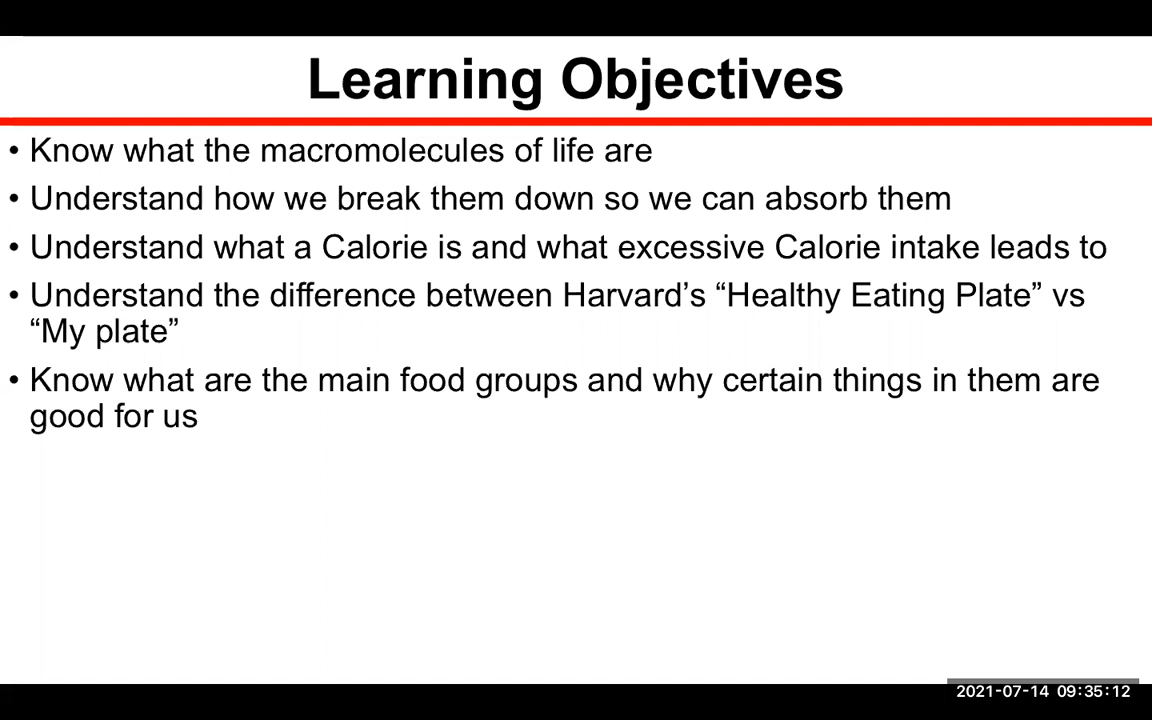 Learning Objectives
• Know what the macromolecules of life are
• Understand how we break them down so we can absorb them
• Understand what a Calorie is and what excessive Calorie intake leads to
• Understand the difference between Harvard’s “Healthy Eating Plate” vs
“My plate”
• Know what are the main food groups and why certain things in them are
good for us
2021-07-14 09:35:12